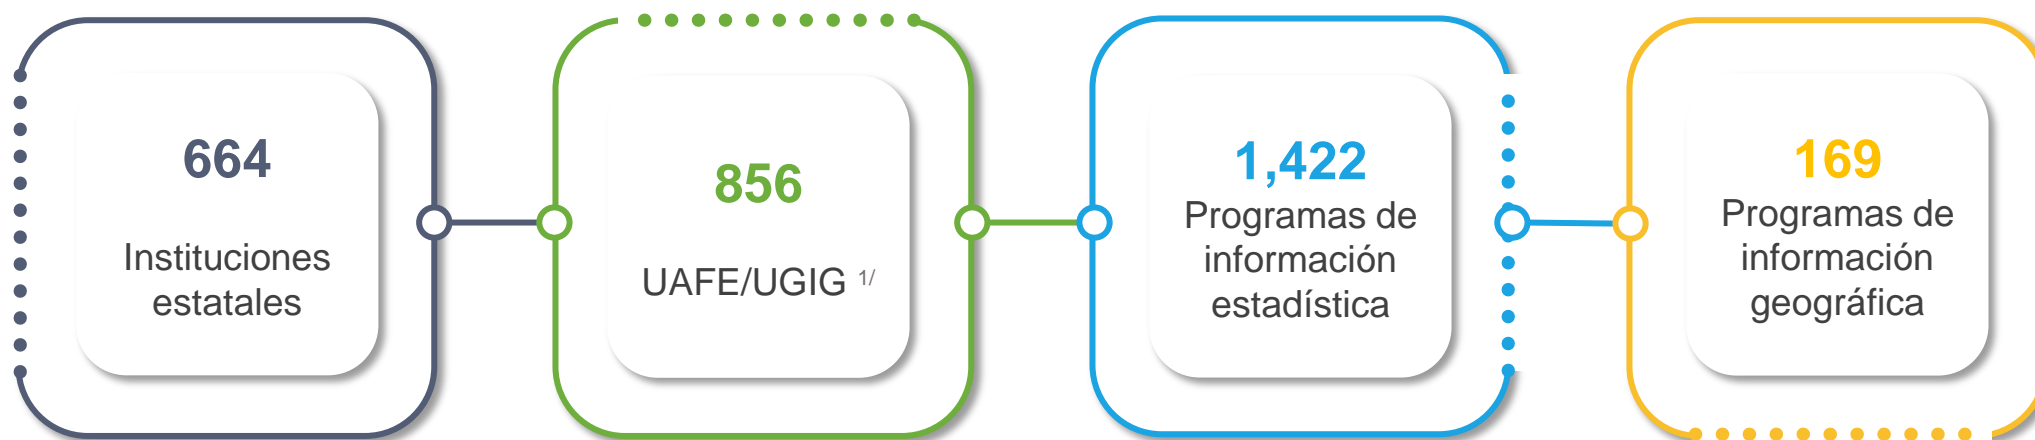 664
Instituciones
estatales
856
UAFE/UGIG 1/
1,422
Programas de
información
estadística
169
Programas de
información
geográfica